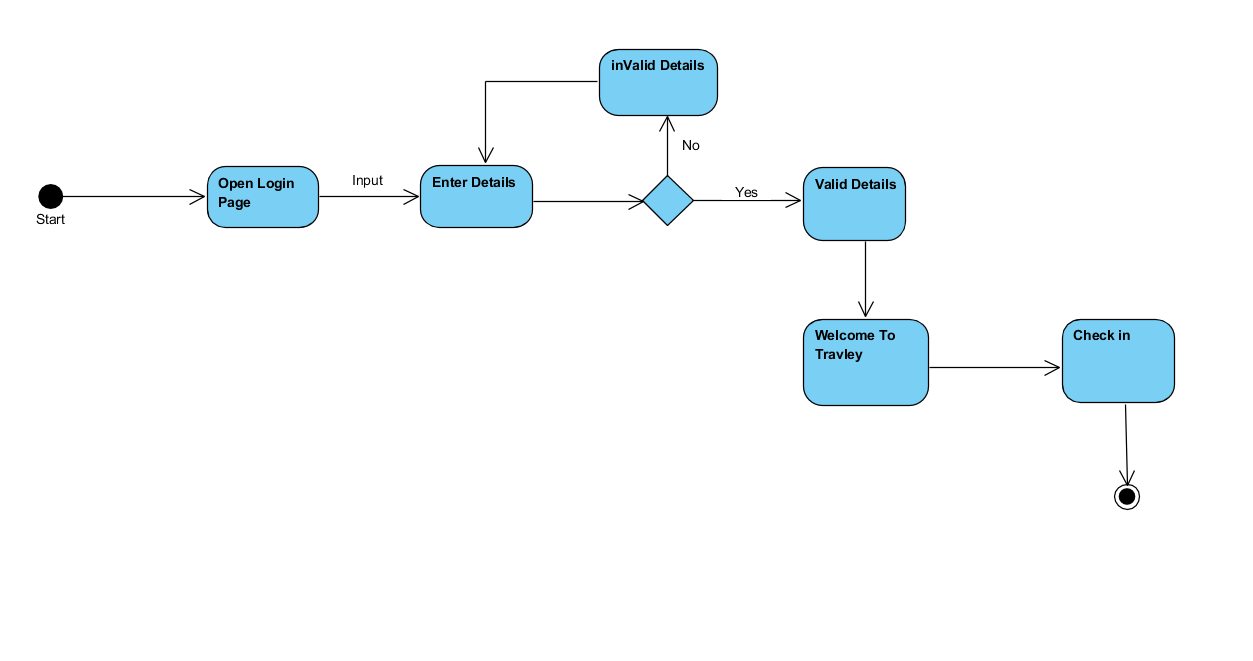 inValid Details
No
Input
Open Login
Page
Enter Details
Yes
Valid Details
Start
Welcome To
Travley
Check in